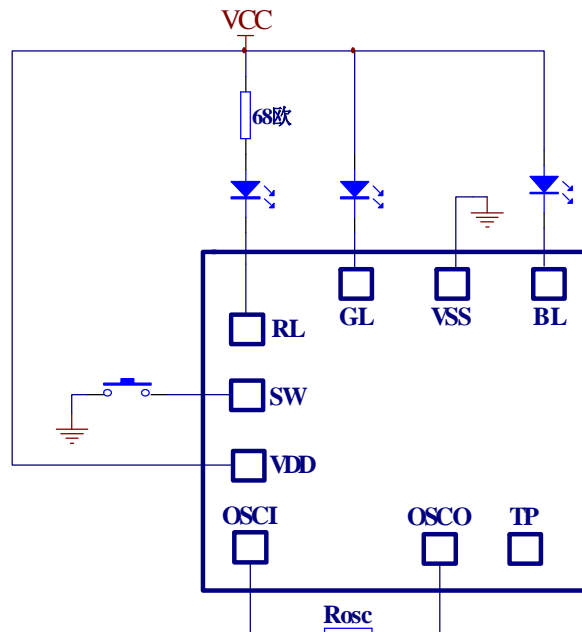 VCC
68欧
GL
VSS
BL
RL
SW
VDD
OSCI
OSCO
TP
Rosc